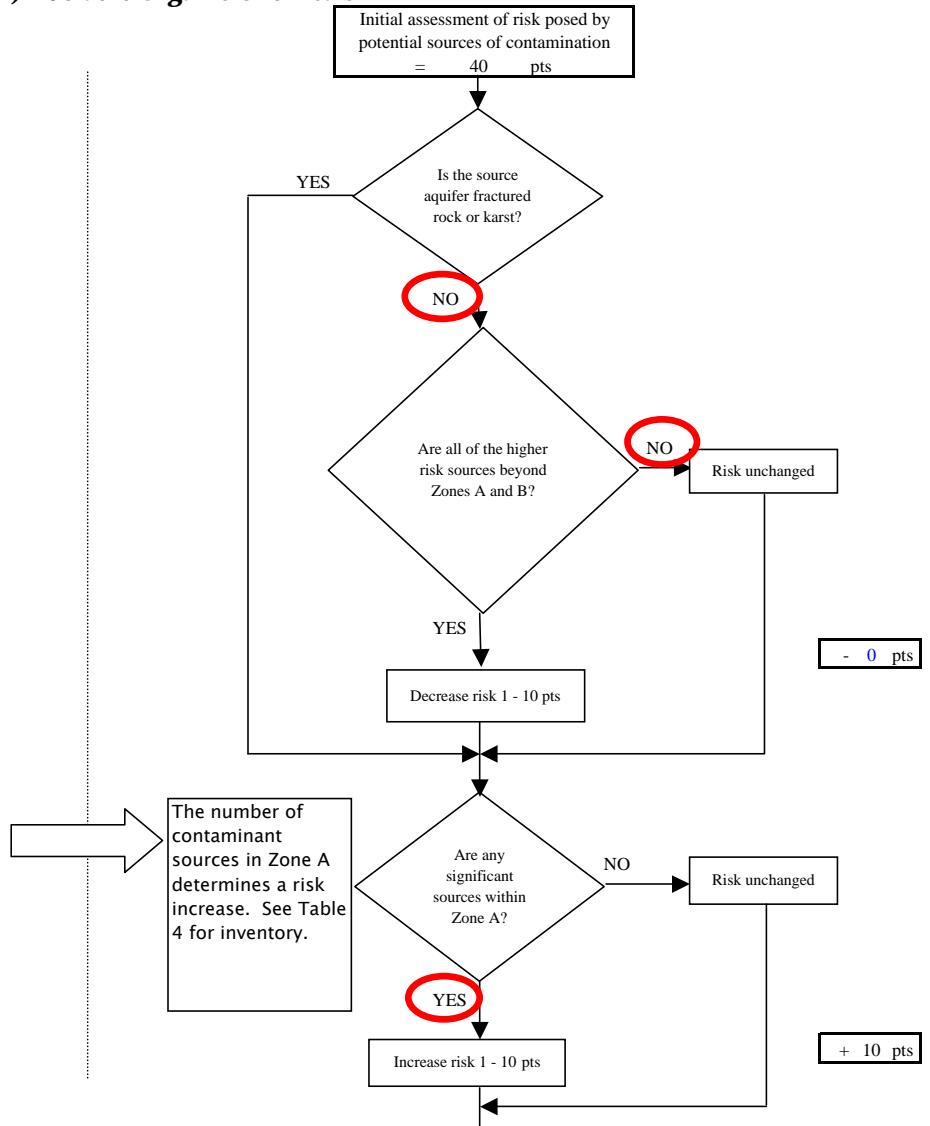 Initial assessment of risk posed by
potential sources of contamination
= 40 pts
YES
Is the source
aquifer fractured
rock or karst?
NO
Are all of the higher
risk sources beyond
Zones A and B?
NO
Risk unchanged
YES
- 0 pts
Decrease risk 1 - 10 pts
The number of
contaminant
sources in Zone A
determines a risk
increase. See Table
4 for inventory.
Are any
significant
sources within
Zone A?
NO
Risk unchanged
YES
+ 10 pts
Increase risk 1 - 10 pts